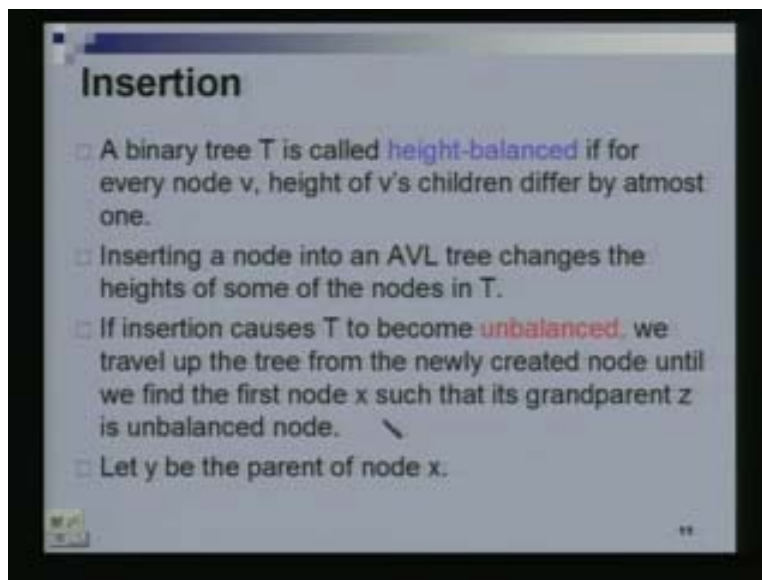 Insertion
A binary tree T is called height-balanced if for
every node v, height of v's children differ by atmost
one.
Inserting a node into an AVL tree changes the
heights of some of the nodes in T.
If insertion causes T to become unbalanced, we
travel up the tree from the newly created node until
we find the first node x such that its grandparent z
is unbalanced node.
Let y be the parent of node x.